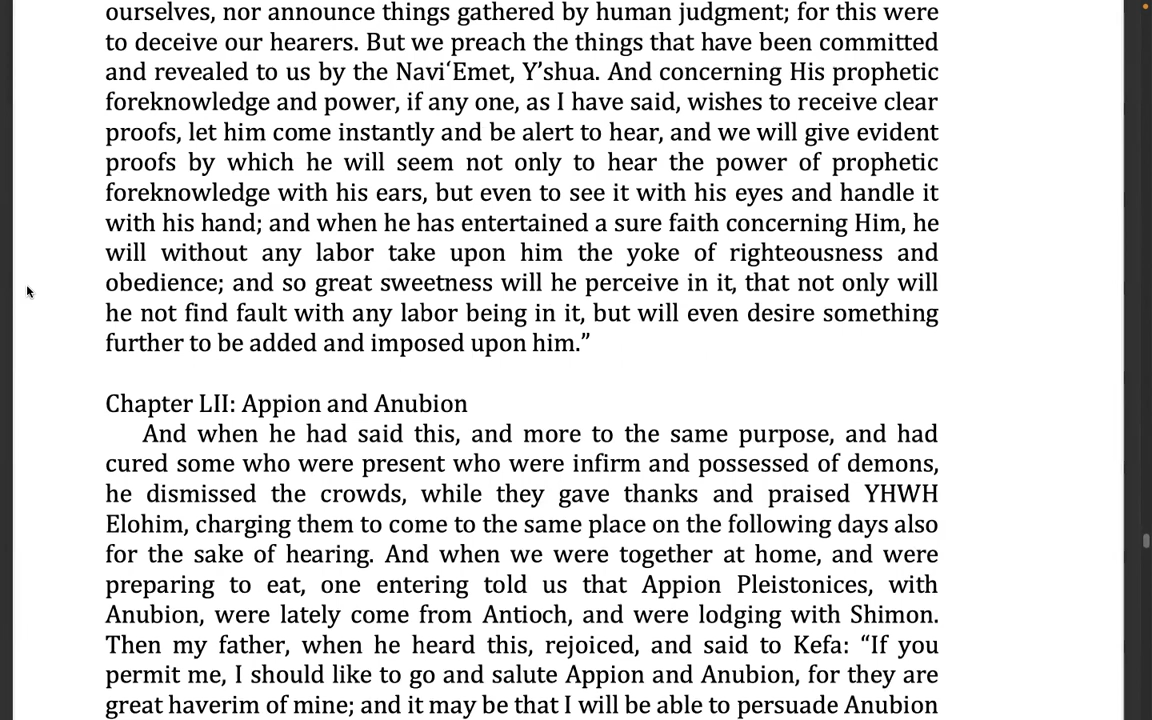 ourselves, nor announce things gathered by human judgment; for this were
to deceive our hearers. But we preach the things that have been committed
and revealed to us by the Navi‘Emet, Y’shua. And concerning His prophetic
foreknowledge and power, if any one, as I have said, wishes to receive clear
proofs, let him come instantly and be alert to hear, and we will give evident
proofs by which he will seem not only to hear the power of prophetic
foreknowledge with his ears, but even to see it with his eyes and handle it
with his hand; and when he has entertained a sure faith concerning Him, he
will without any labor take upon him the yoke of righteousness and
obedience; and so great sweetness will he perceive in it, that not only will
he not find fault with any labor being in it, but will even desire something
further to be added and imposed upon him.”
Chapter LII: Appion and Anubion
And when he had said this, and more to the same purpose, and had
cured some who were present who were infirm and possessed of demons,
he dismissed the crowds, while they gave thanks and praised YHWH
Elohim, charging them to come to the same place on the following days also
for the sake of hearing. And when we were together at home, and were
preparing to eat, one entering told us that Appion Pleistonices, with
Anubion, were lately come from Antioch, and were lodging with Shimon.
Then my father, when he heard this, rejoiced, and said to Kefa: “If you
permit me, I should like to go and salute Appion and Anubion, for they are
great haverim of mine; and it may be that I will be able to persuade Anubion